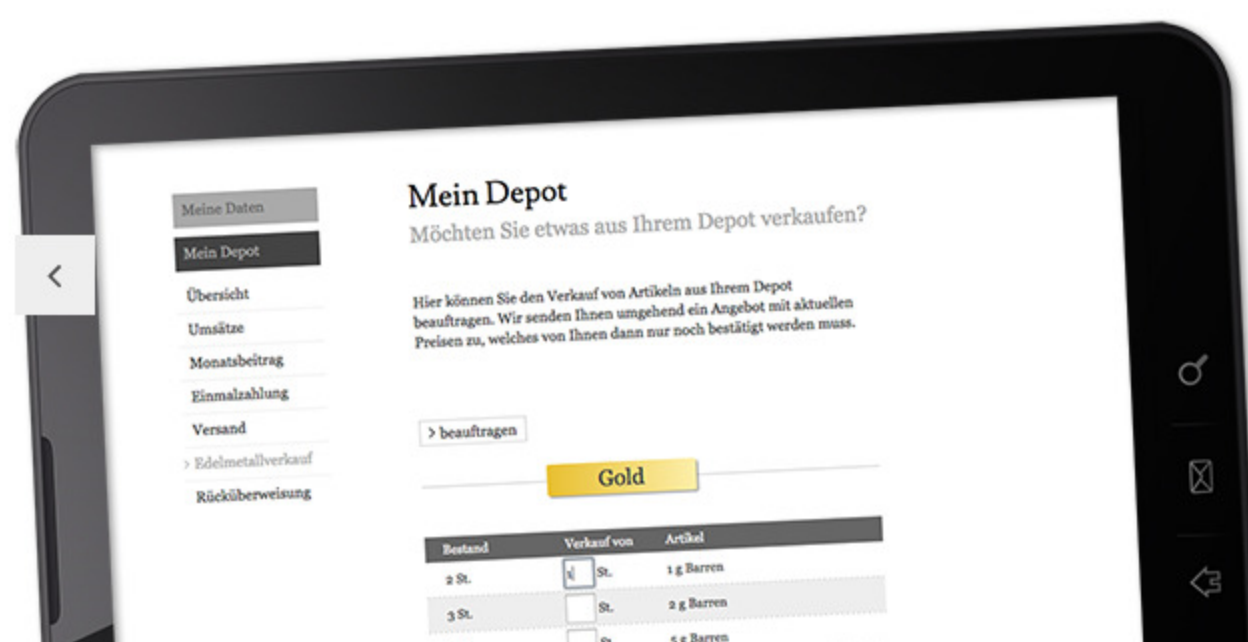 Meine Daten
Mein Depot
Übersicht
Umsätze
Monatsbeitrag
Einmalzahlung
Versand
> Edelmetallverkauf
Rücküberweisung
Mein Depot
Möchten Sie etwas aus Ihrem Depot verkaufen?
Hier können Sie den Verkauf von Artikeln aus Ihrem Depot
beauftragen. Wir senden Ihnen umgehend ein Angebot mit aktuellen
Preisen zu, welches von Ihnen dann nur noch bestätigt werden muss.
> beauftragen
Gold
Bestand Verkauf von Artikel
2 St. 1 St. 1 g Barren
3 St. St. 2 g Barren
St. 5 g Barren